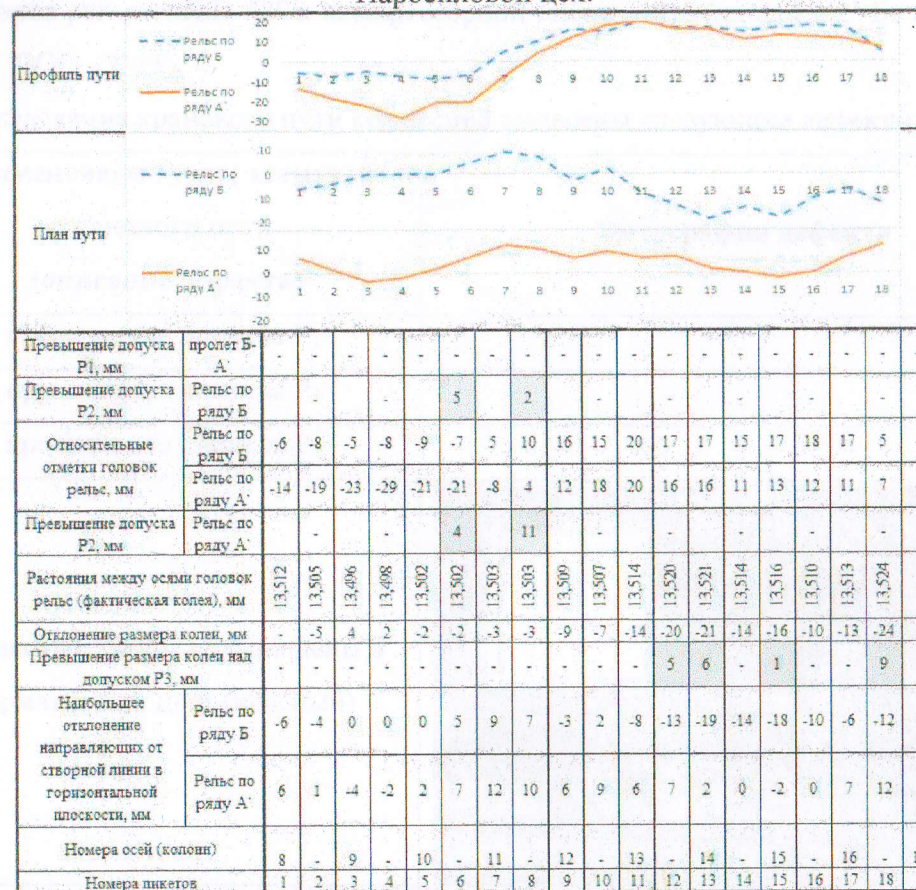 Паросиловой цех.
Профиль пути
Рельс по ряду Б
Рельс по ряду А'
20
10
0
-10
-20
-30
1 2 3 4 5 6 7 8 9 10 11 12 13 14 15 16 17 18
План пути
Рельс по ряду Б
10
0
-10
-20
1 2 3 4 5 6 7 8 9 10 11 12 13 14 15 16 17 18
Рельс по ряду А'
20
10
0
-10
-20
1 2 3 4 5 6 7 8 9 10 11 12 13 14 15 16 17 18
Превышение допуска Р1, мм пролет Б-А' - - - - - - - - - - - - - - - - - -
Превышение допуска Р2, мм Рельс по ряду Б - - - - - 5 - 2 - - - - - - - - - -
Относительные отметки головок рельс, мм
Рельс по ряду Б -6 -8 -5 -8 -9 -7 5 10 16 15 20 17 17 15 17 18 17 5
Рельс по ряду А' -14 -19 -23 -29 -21 -21 -8 4 12 18 20 16 16 11 13 12 11 7
Превышение допуска Р2, мм Рельс по ряду А' - - - - - 4 - 11 - - - - - - - - - -
Растояния между осями головок рельс (фактическая колея), мм 13,512 13,505 13,496 13,498 13,502 13,502 13,503 13,503 13,509 13,507 13,514 13,520 13,521 13,514 13,516 13,510 13,513 13,524
Отклонение размера колеи, мм - -5 4 2 -2 -2 -3 -3 -9 -7 -14 -20 -21 -14 -16 -10 -13 -24
Превышение размера колеи над допуском Р3, мм - - - - - - - - - - - 5 6 - 1 - - 9
Наибольшее отклонение направляющих от створной линии в горизонтальной плоскости, мм
Рельс по ряду Б -6 -4 0 0 0 5 9 7 -3 2 -8 -13 -19 -14 -18 -10 -6 -12
Рельс по ряду А' 6 1 -4 -2 2 7 12 10 6 9 6 7 2 0 -2 0 7 12
Номера осей (колонн) 8 - 9 - 10 - 11 - 12 - 13 - 14 - 15 - 16 -
Номера пикетов 1 2 3 4 5 6 7 8 9 10 11 12 13 14 15 16 17 18